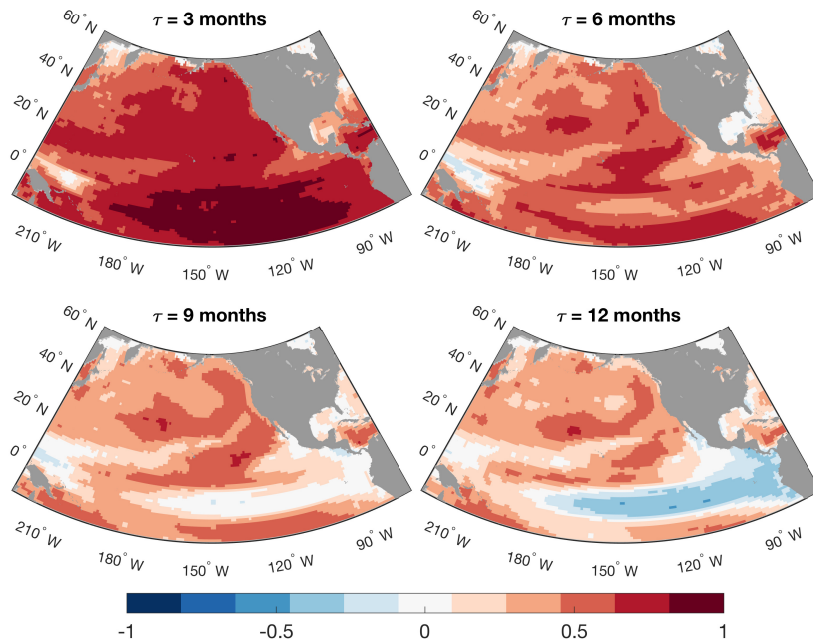 τ = 3 months
τ = 6 months
60° N
40° N
20° N
0°
210° W
180° W
150° W
120° W
90° W
60° N
40° N
20° N
0°
210° W
180° W
150° W
120° W
90° W
τ = 9 months
τ = 12 months
60° N
40° N
20° N
0°
210° W
180° W
150° W
120° W
90° W
60° N
40° N
20° N
0°
210° W
180° W
150° W
120° W
90° W
-1 -0.5 0 0.5 1